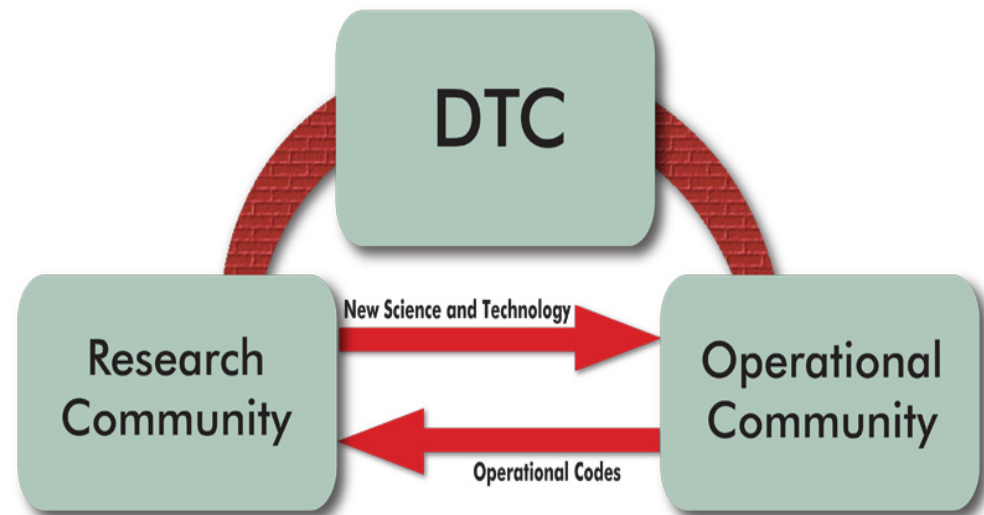 DTC
New Science and Technology
Research
Community
Operational
Community
Operational Codes